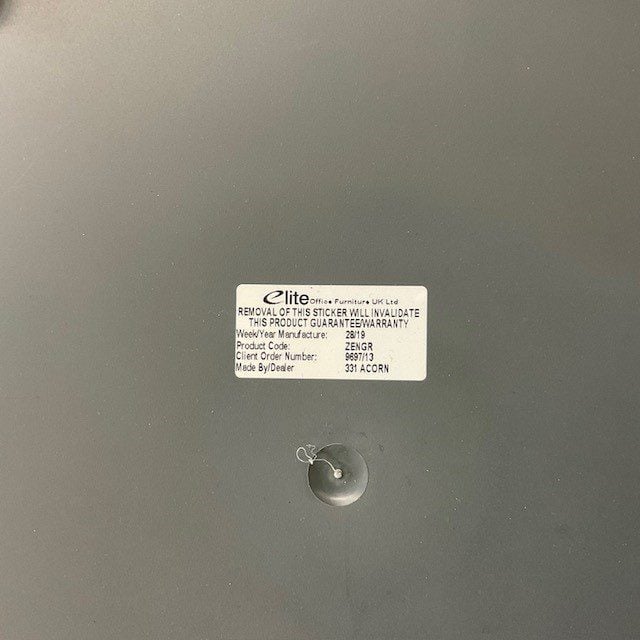 elite Office Furniture UK Ltd
REMOVAL OF THIS STICKER WILL INVALIDATE
THIS PRODUCT GUARANTEE/WARRANTY
Week/Year Manufacture: 28/19
Product Code: ZENGR
Client Order Number: 9697/13
Made By/Dealer 331 ACORN